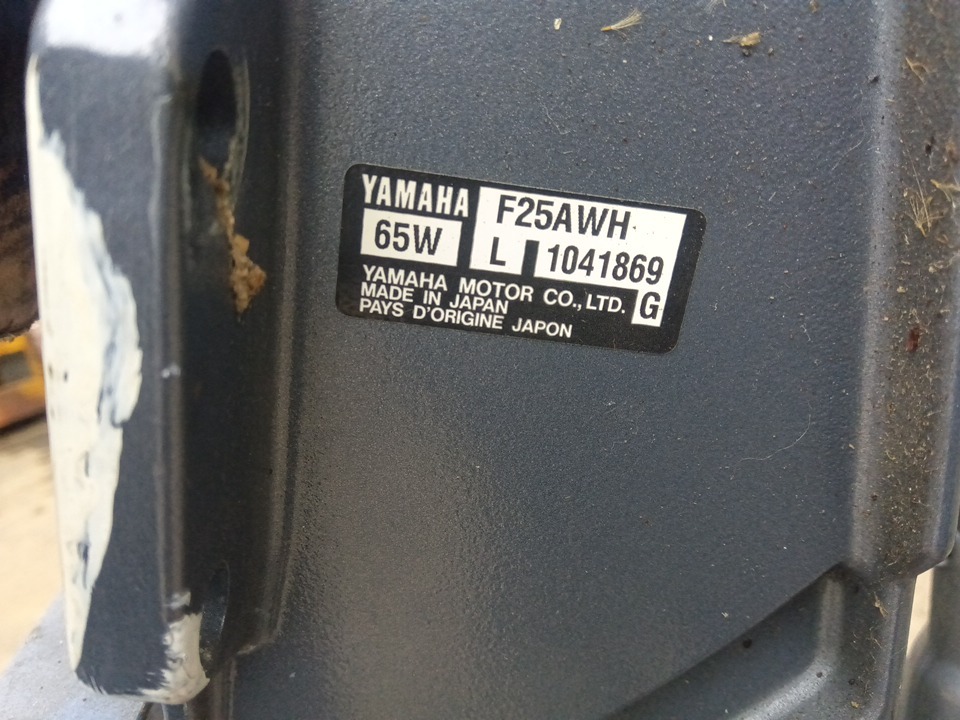 YAMAHA F25AWH
65W L 1041869
YAMAHA MOTOR CO., LTD. G
MADE IN JAPAN
PAYS D'ORIGINE JAPON